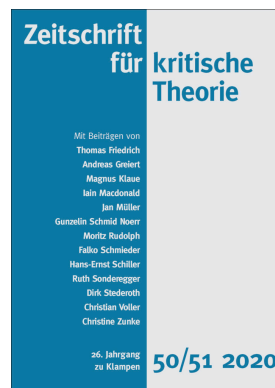 Zeitschrift
für kritische
Theorie
Mit Beiträgen von
Thomas Friedrich
Andreas Greiert
Magnus Klaue
Iain Macdonald
Jan Müller
Gunzelin Schmid Noerr
Moritz Rudolph
Falko Schmieder
Hans-Ernst Schiller
Ruth Sonderegger
Dirk Stederoth
Christian Voller
Christine Zunke
26. Jahrgang
zu Klampen 50/51 2020